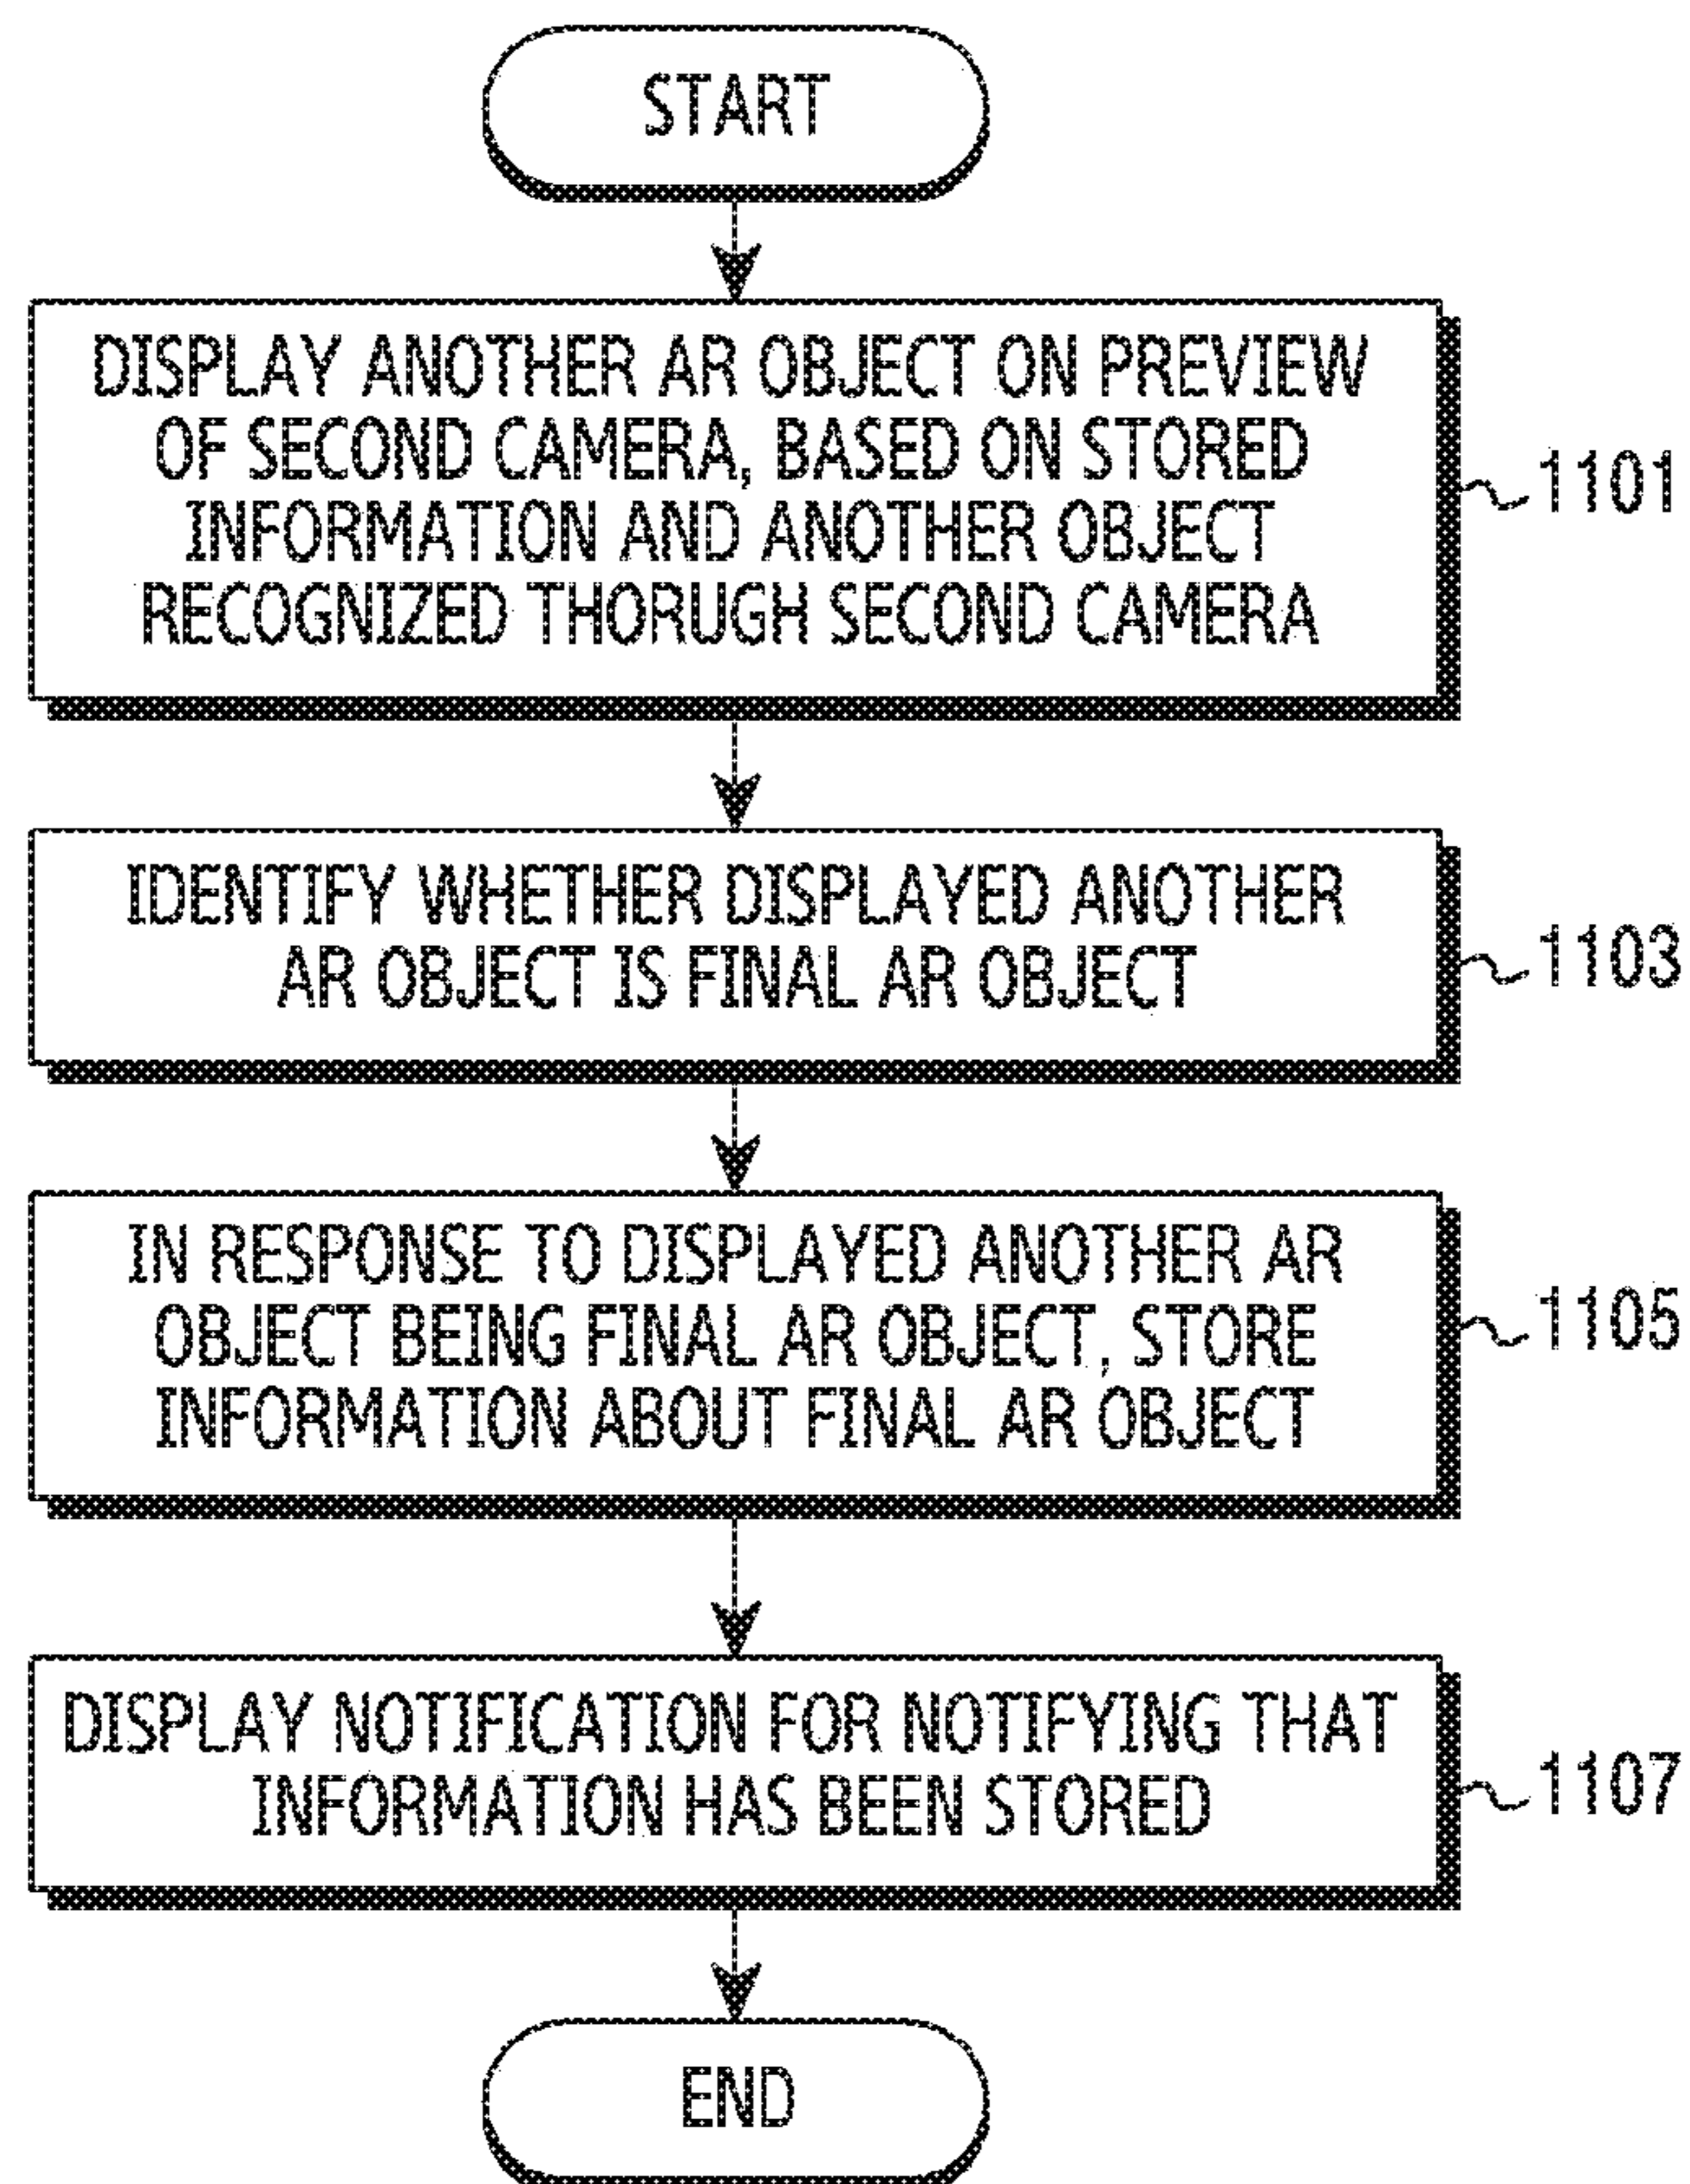 START
DISPLAY ANOTHER AR OBJECT ON PREVIEW
OF SECOND CAMERA, BASED ON STORED
INFORMATION AND ANOTHER OBJECT
RECOGNIZED THORUGH SECOND CAMERA
1101
IDENTIFY WHETHER DISPLAYED ANOTHER
AR OBJECT IS FINAL AR OBJECT
1103
IN RESPONSE TO DISPLAYED ANOTHER AR
OBJECT BEING FINAL AR OBJECT, STORE
INFORMATION ABOUT FINAL AR OBJECT
1105
DISPLAY NOTIFICATION FOR NOTIFYING THAT
INFORMATION HAS BEEN STORED
1107
END